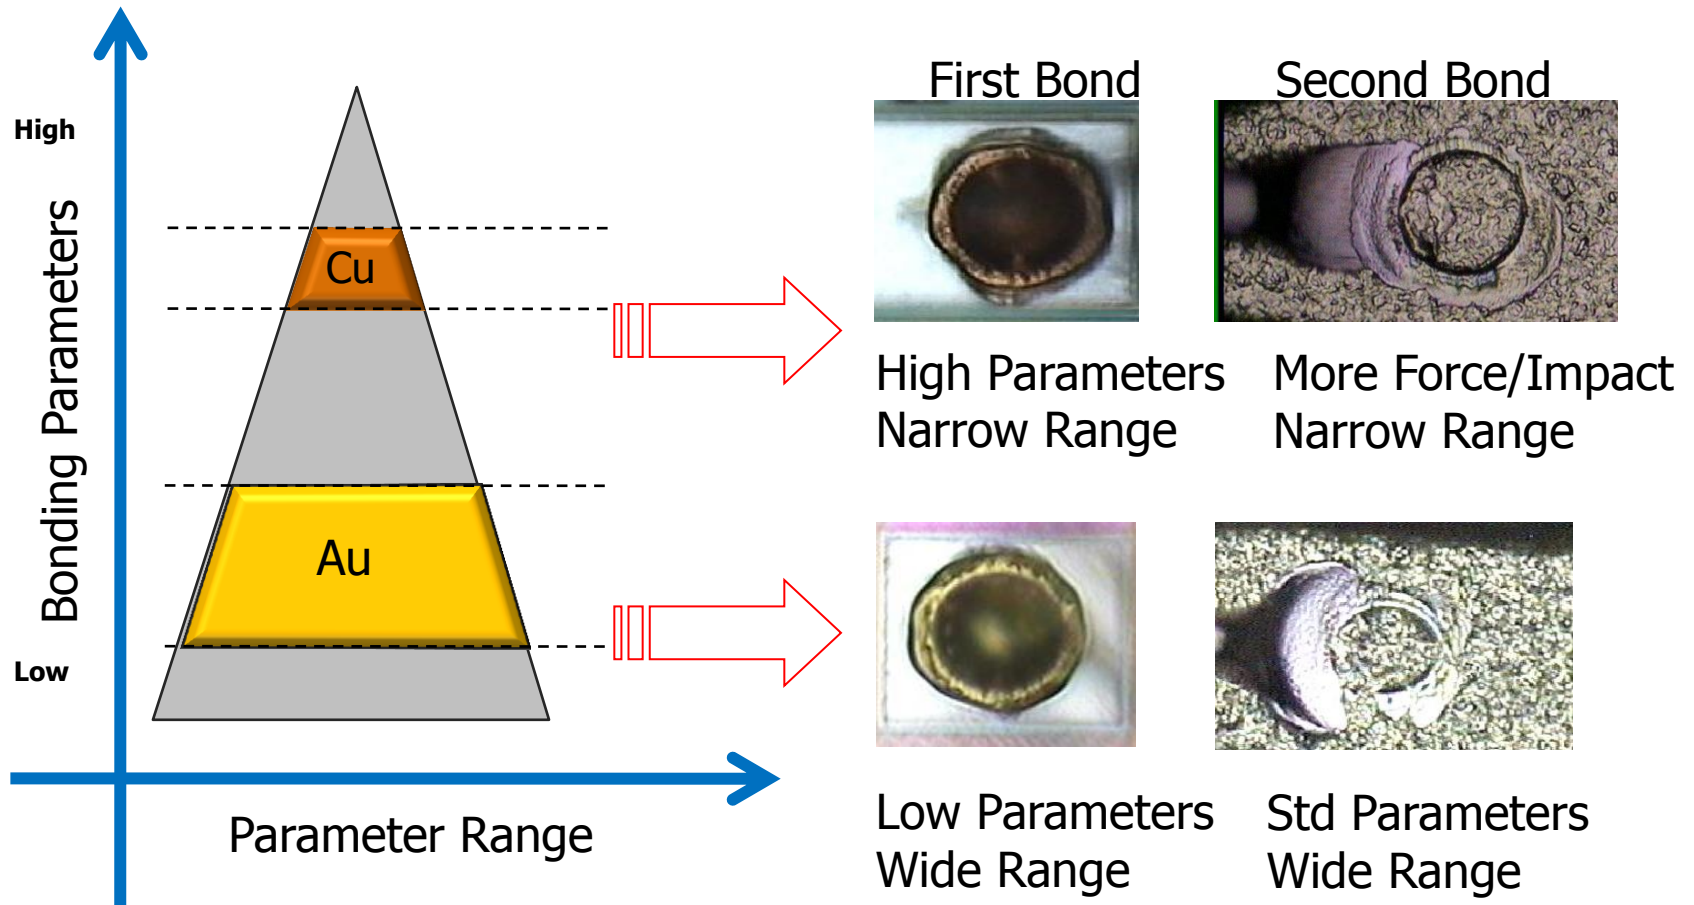 High
Bonding Parameters
Low
Cu
Au
Parameter Range
First Bond
Second Bond
High Parameters
Narrow Range
More Force/Impact
Narrow Range
Low Parameters
Wide Range
Std Parameters
Wide Range